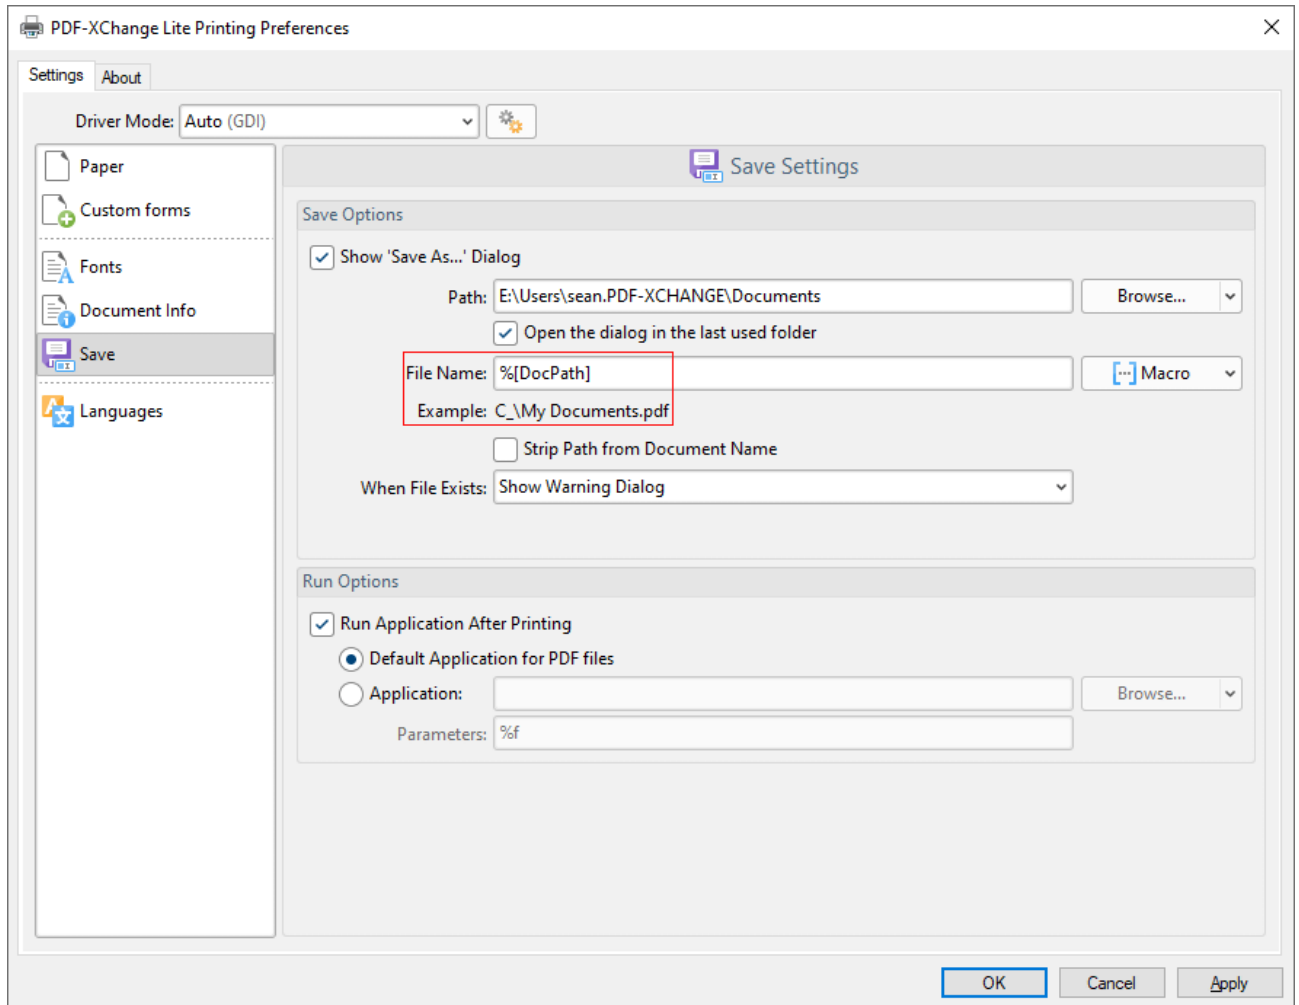 PDF-XChange Lite Printing Preferences
Settings About
Driver Mode: Auto (GDI)
Paper
Custom forms
Fonts
Document Info
Save
Languages
Save Settings
Save Options
Show 'Save As...' Dialog
Path: E:\Users\sean.PDF-XCHANGE\Documents Browse...
Open the dialog in the last used folder
File Name: %[DocPath] Macro
Example: C_\My Documents.pdf
Strip Path from Document Name
When File Exists: Show Warning Dialog
Run Options
Run Application After Printing
Default Application for PDF files
Application: Browse...
Parameters: %f
OK Cancel Apply